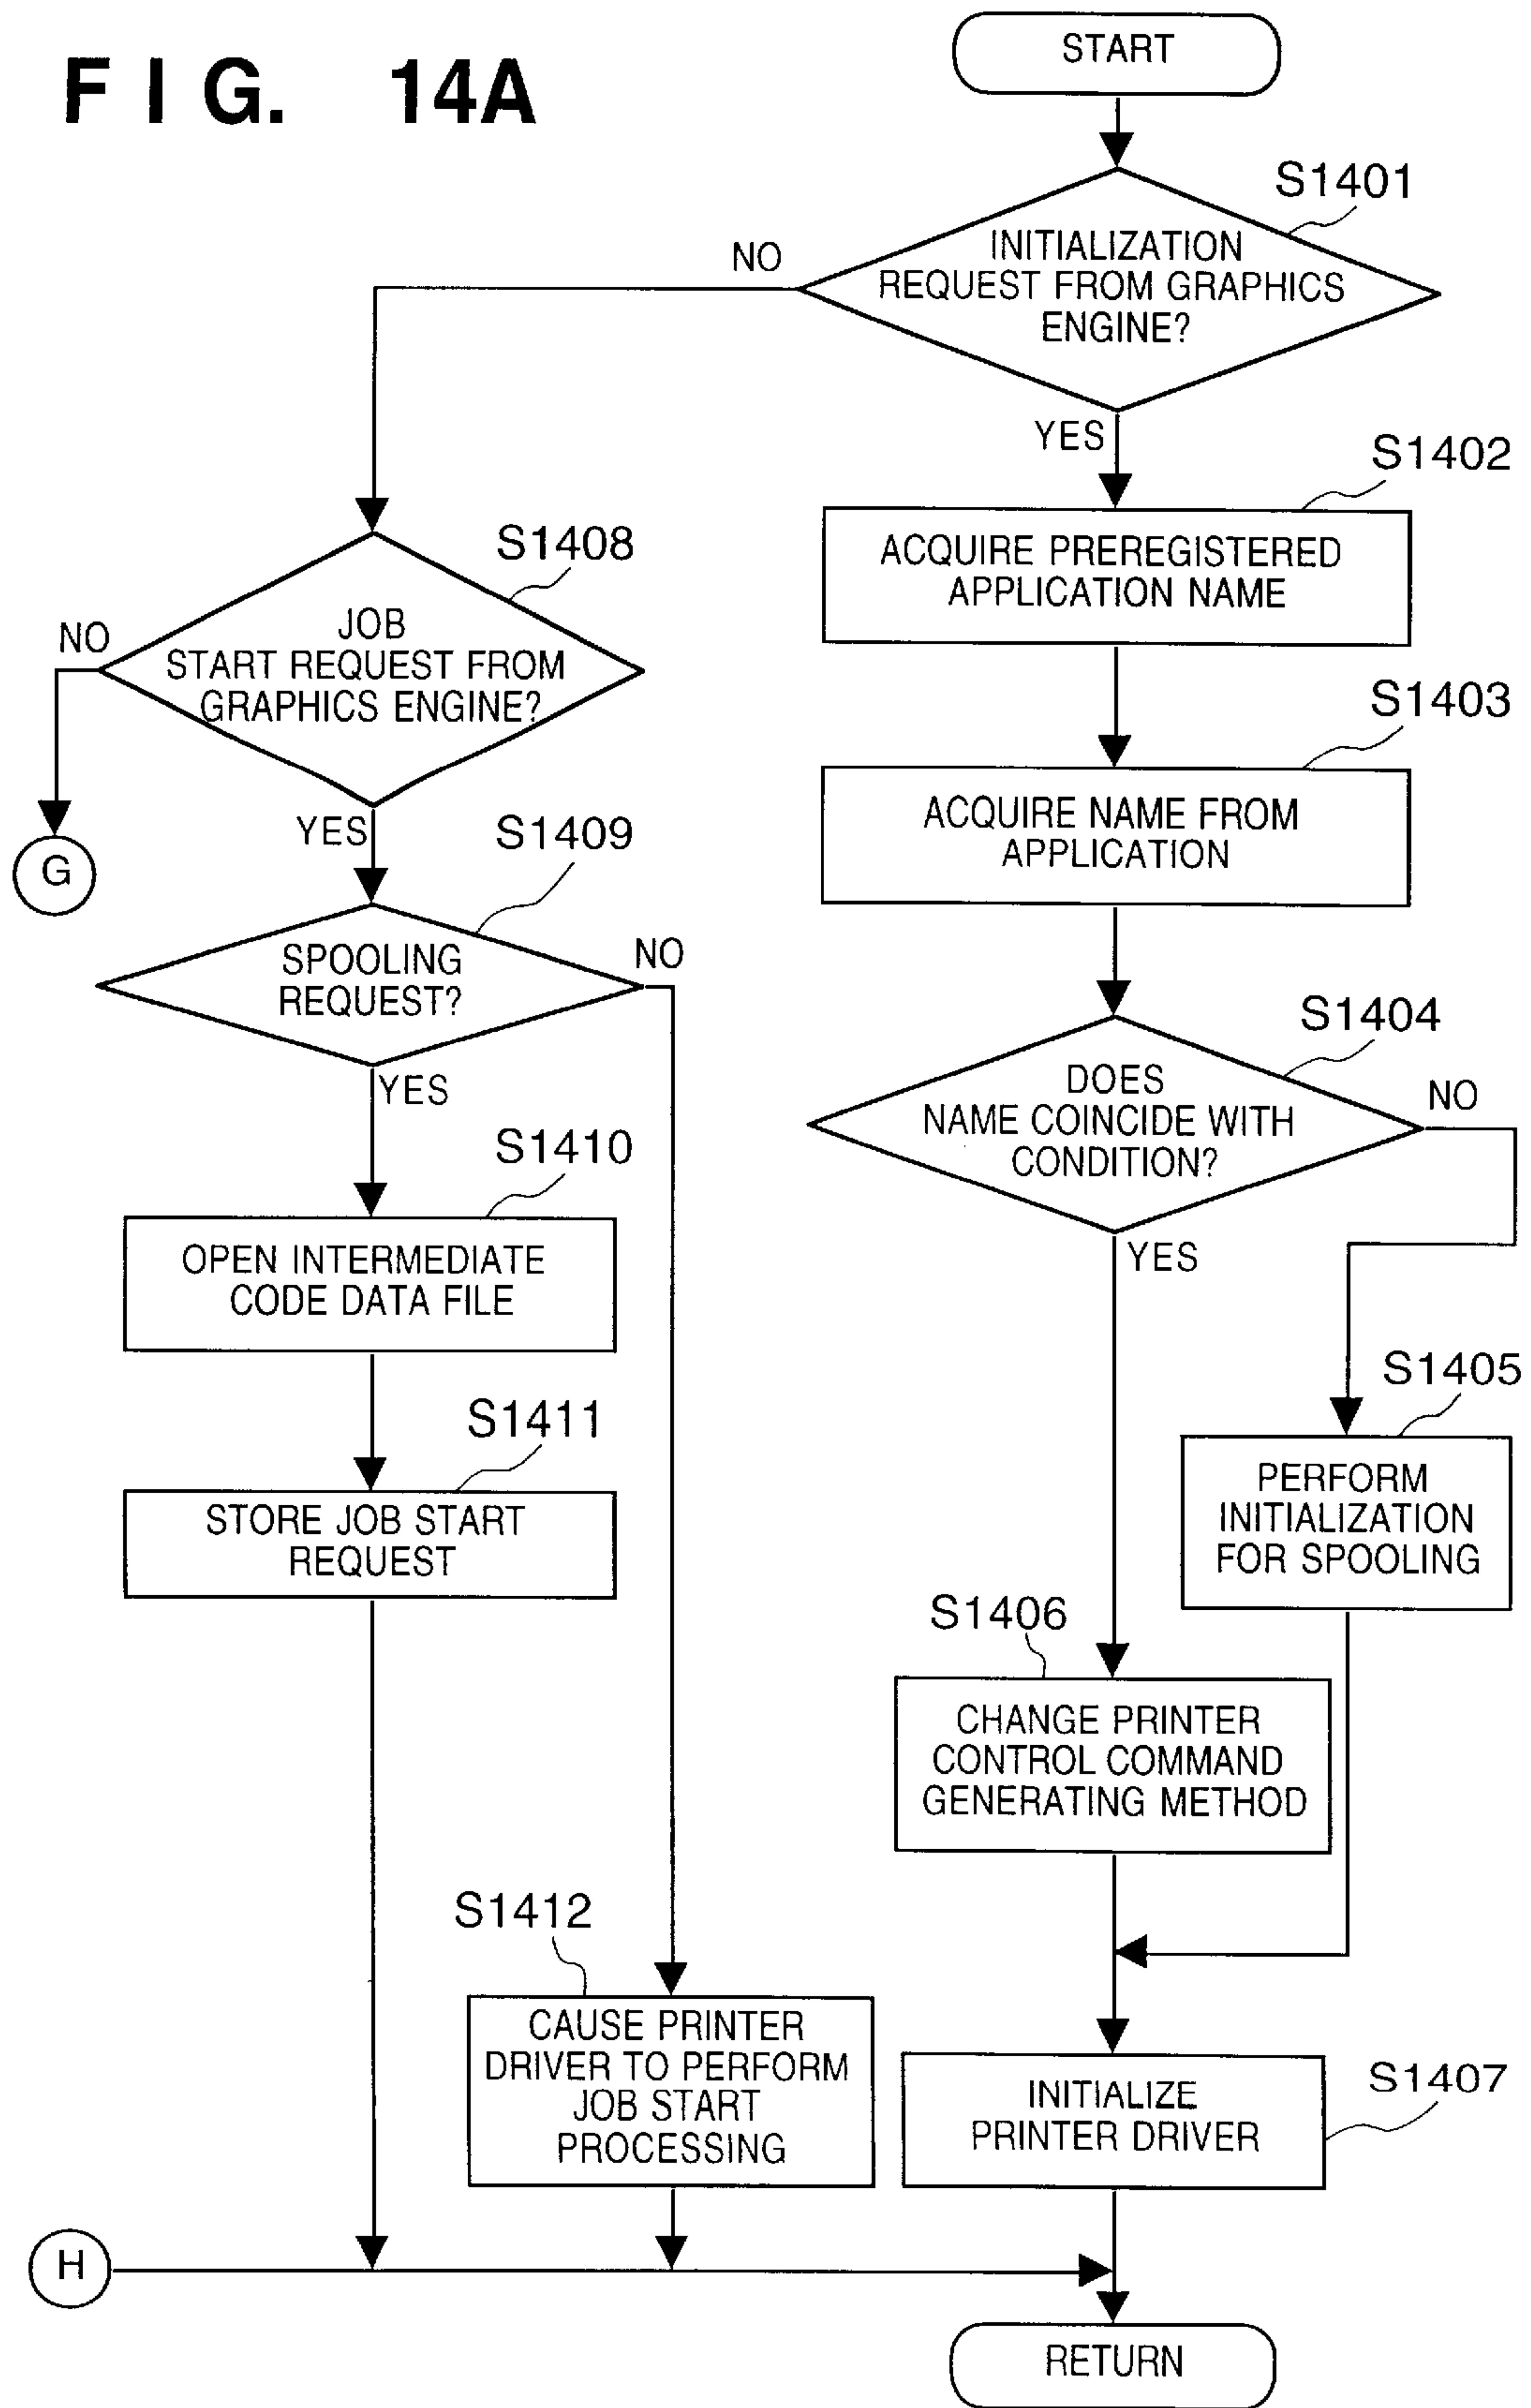 FIG. 14A
START
S1401
INITIALIZATION
REQUEST FROM GRAPHICS
ENGINE?
NO
YES
S1402
ACQUIRE PREREGISTERED
APPLICATION NAME
S1403
ACQUIRE NAME FROM
APPLICATION
S1404
DOES
NAME COINCIDE WITH
CONDITION?
NO
YES
S1405
PERFORM
INITIALIZATION
FOR SPOOLING
S1406
CHANGE PRINTER
CONTROL COMMAND
GENERATING METHOD
S1407
INITIALIZE
PRINTER DRIVER
S1408
JOB
START REQUEST FROM
GRAPHICS ENGINE?
NO
G
YES
S1409
SPOOLING
REQUEST?
NO
YES
S1410
OPEN INTERMEDIATE
CODE DATA FILE
S1411
STORE JOB START
REQUEST
S1412
CAUSE PRINTER
DRIVER TO PERFORM
JOB START
PROCESSING
H
RETURN